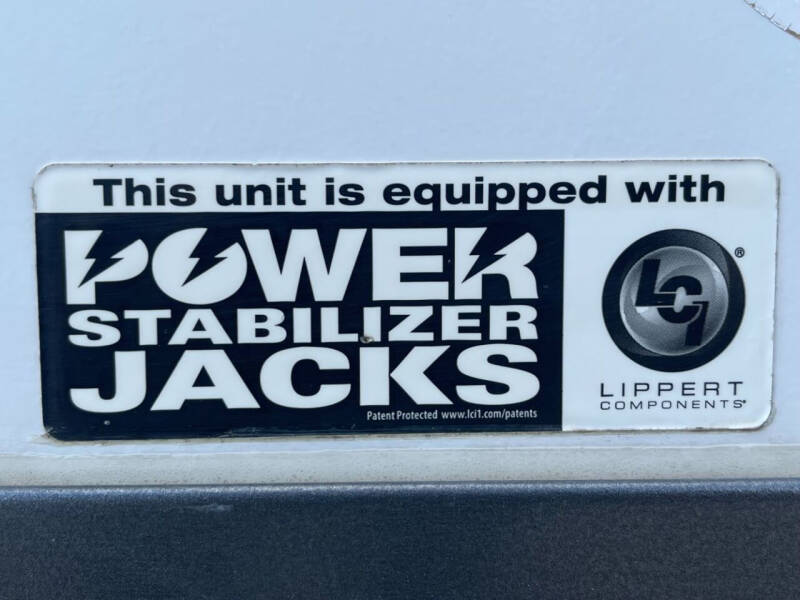 This unit is equipped with
POWER
STABILIZER
JACKS
Patent Protected www.lci1.com/patents
LCI®
LIPPERT
COMPONENTS®